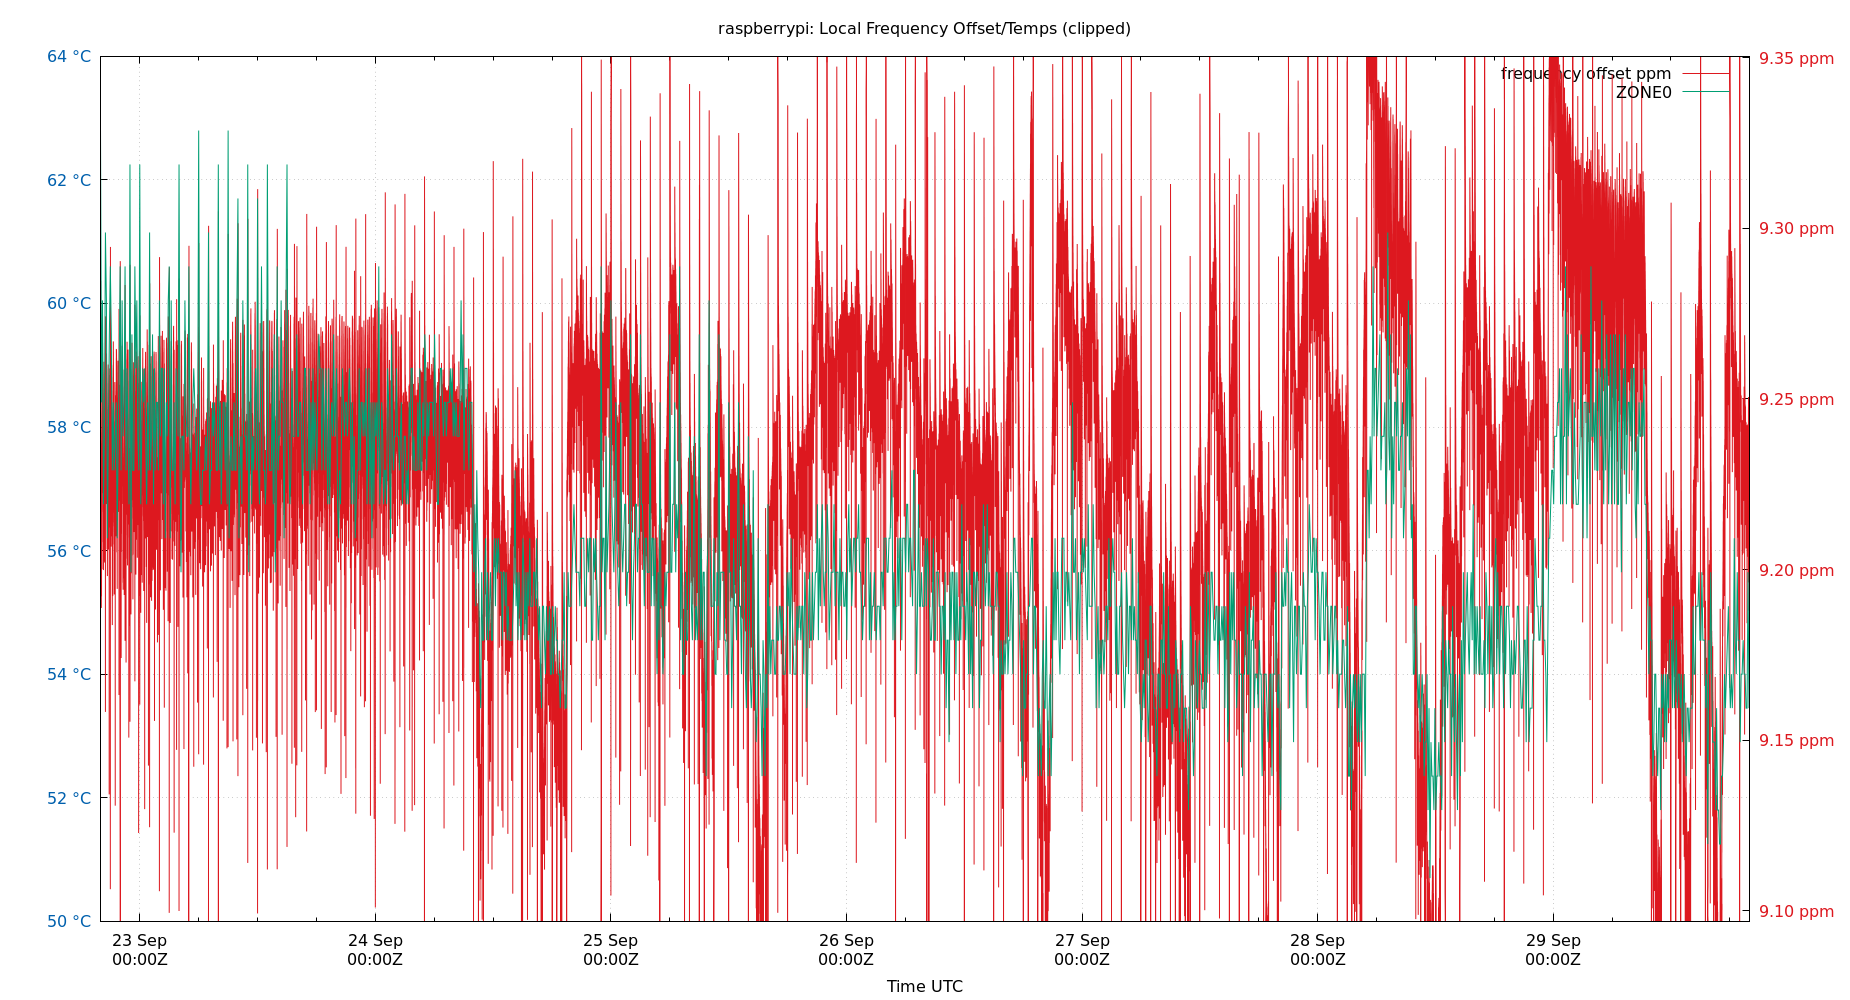 raspberrypi: Local Frequency Offset/Temps (clipped)
64 °C
62 °C
60 °C
58 °C
56 °C
54 °C
52 °C
50 °C
9.35 ppm
9.30 ppm
9.25 ppm
9.20 ppm
9.15 ppm
9.10 ppm
frequency offset ppm
ZONE0
23 Sep
00:00Z
24 Sep
00:00Z
25 Sep
00:00Z
26 Sep
00:00Z
27 Sep
00:00Z
28 Sep
00:00Z
29 Sep
00:00Z
Time UTC